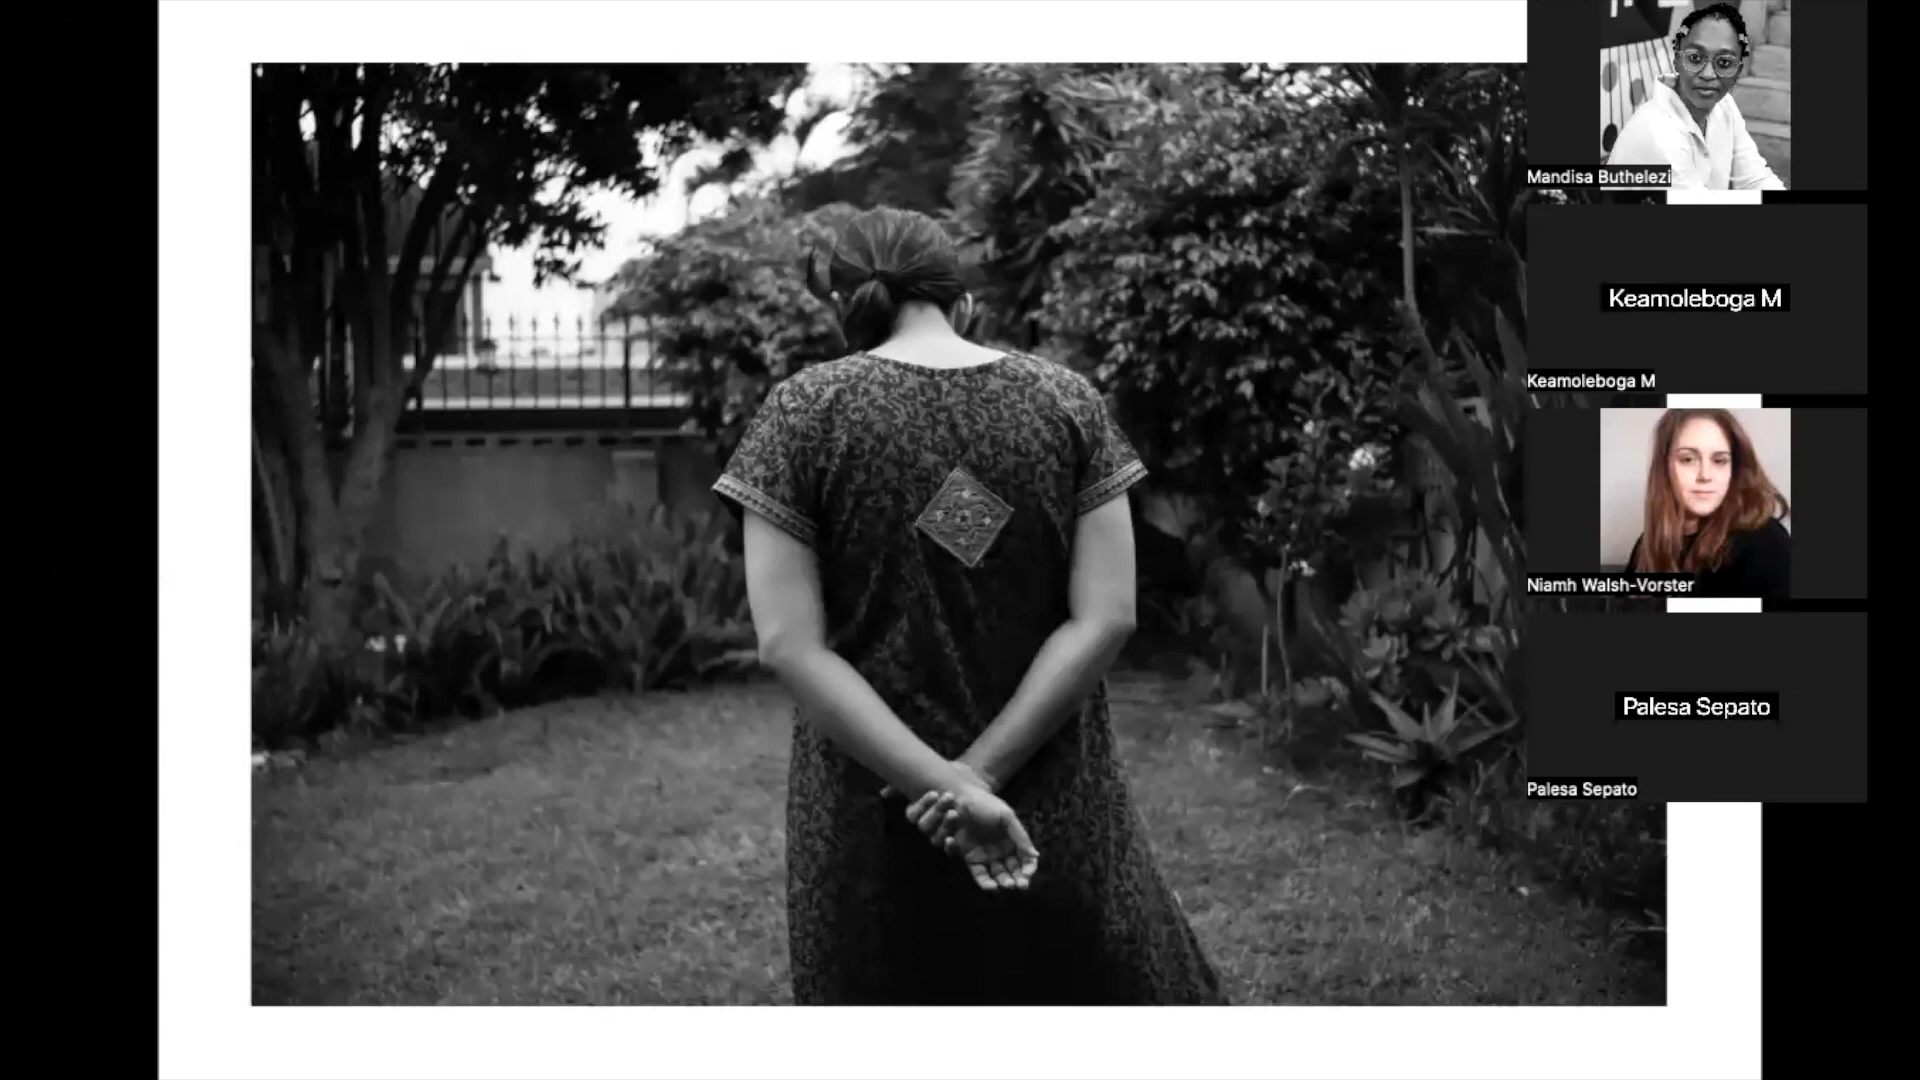 Mandisa Buthelezi
Keamoleboga M
Keamoleboga M
Niamh Walsh-Vorster
Palesa Sepato
Palesa Sepato